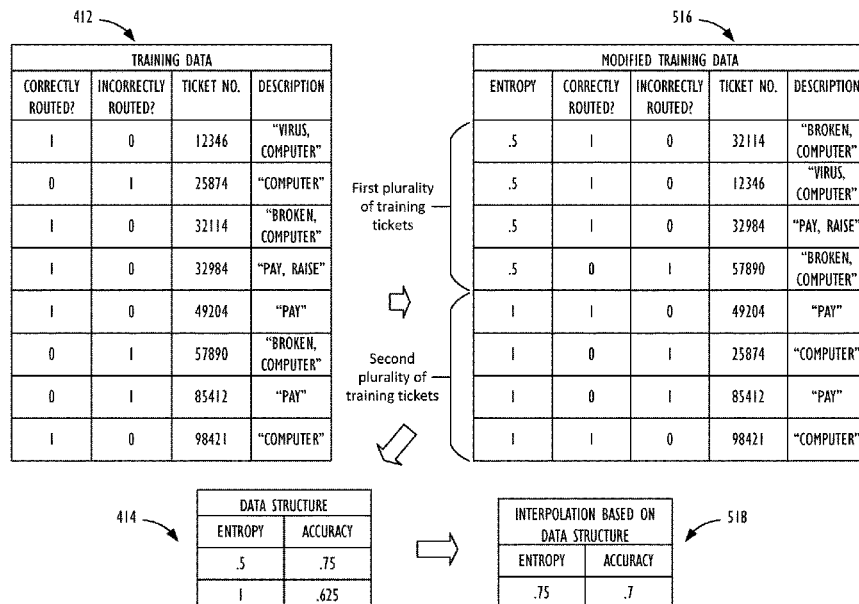 412
TRAINING DATA
CORRECTLY ROUTED? INCORRECTLY ROUTED? TICKET NO. DESCRIPTION
1 0 12346 "VIRUS, COMPUTER"
0 1 25874 "COMPUTER"
1 0 32114 "BROKEN, COMPUTER"
1 0 32984 "PAY, RAISE"
1 0 49204 "PAY"
0 1 57890 "BROKEN, COMPUTER"
0 1 85412 "PAY"
1 0 98421 "COMPUTER"
First plurality
of training
tickets
Second
plurality of
training tickets
516
MODIFIED TRAINING DATA
ENTROPY CORRECTLY ROUTED? INCORRECTLY ROUTED? TICKET NO. DESCRIPTION
.5 1 0 32114 "BROKEN, COMPUTER"
.5 1 0 12346 "VIRUS, COMPUTER"
.5 1 0 32984 "PAY, RAISE"
.5 0 1 57890 "BROKEN, COMPUTER"
1 1 0 49204 "PAY"
1 0 1 25874 "COMPUTER"
1 0 1 85412 "PAY"
1 1 0 98421 "COMPUTER"
414
DATA STRUCTURE
ENTROPY ACCURACY
.5 .75
1 .625
518
INTERPOLATION BASED ON
DATA STRUCTURE
ENTROPY ACCURACY
.75 .7